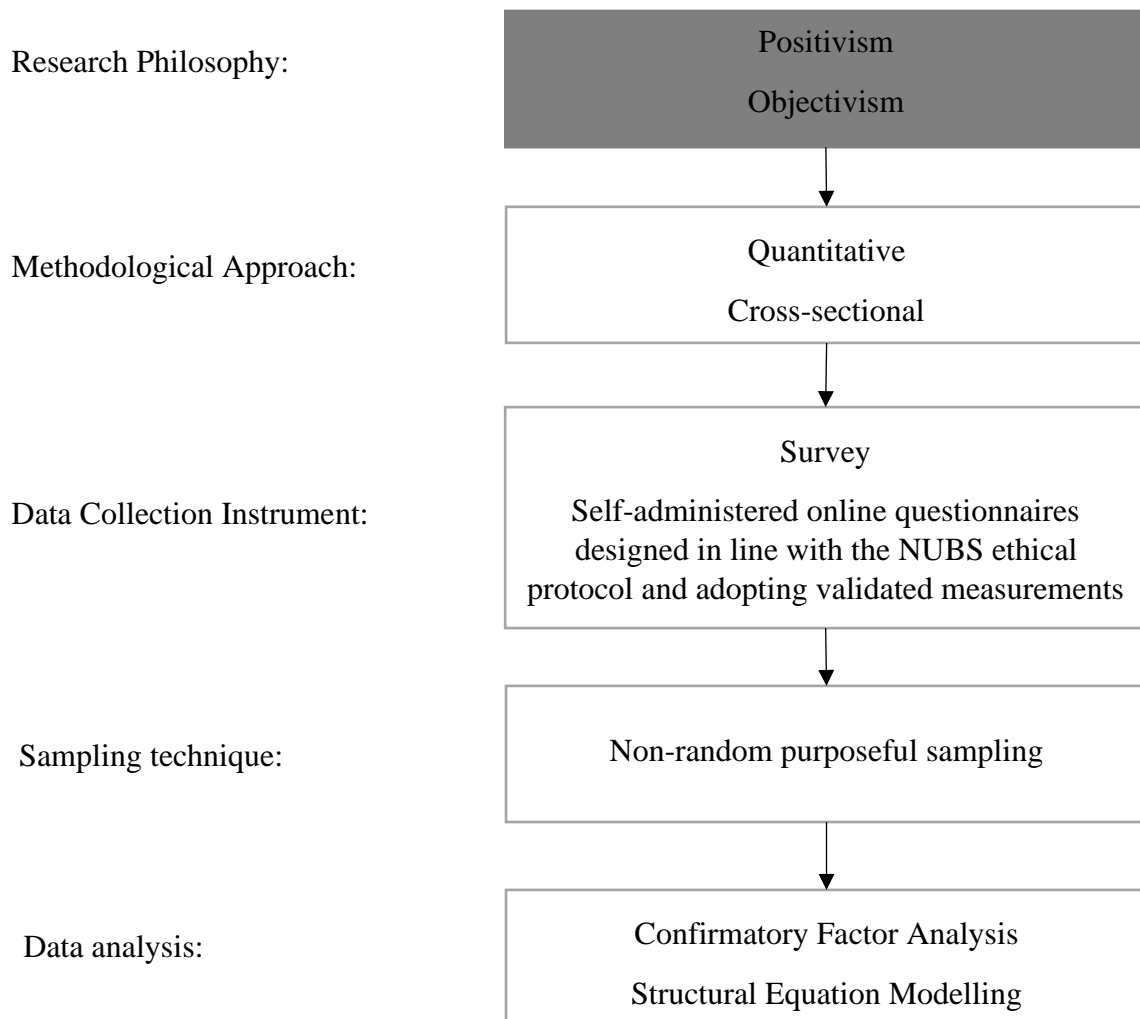 Research Philosophy:
Positivism
Objectivism
Methodological Approach:
Quantitative
Cross-sectional
Data Collection Instrument:
Survey
Self-administered online questionnaires
designed in line with the NUBS ethical
protocol and adopting validated measurements
Sampling technique:
Non-random purposeful sampling
Data analysis:
Confirmatory Factor Analysis
Structural Equation Modelling